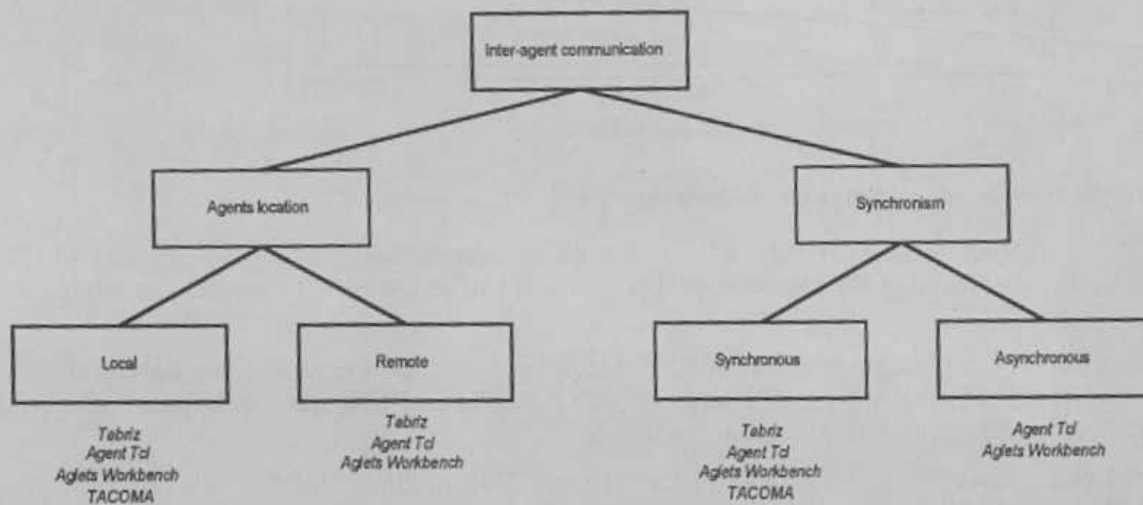 Inter-agent communication
Agents location
Synchronism
Local
Remote
Synchronous
Asynchronous
Tabriz
Agent Tcl
Aglets Workbench
TACOMA
Tabriz
Agent Tcl
Aglets Workbench
Tabriz
Agent Tcl
Aglets Workbench
TACOMA
Agent Tcl
Aglets Workbench